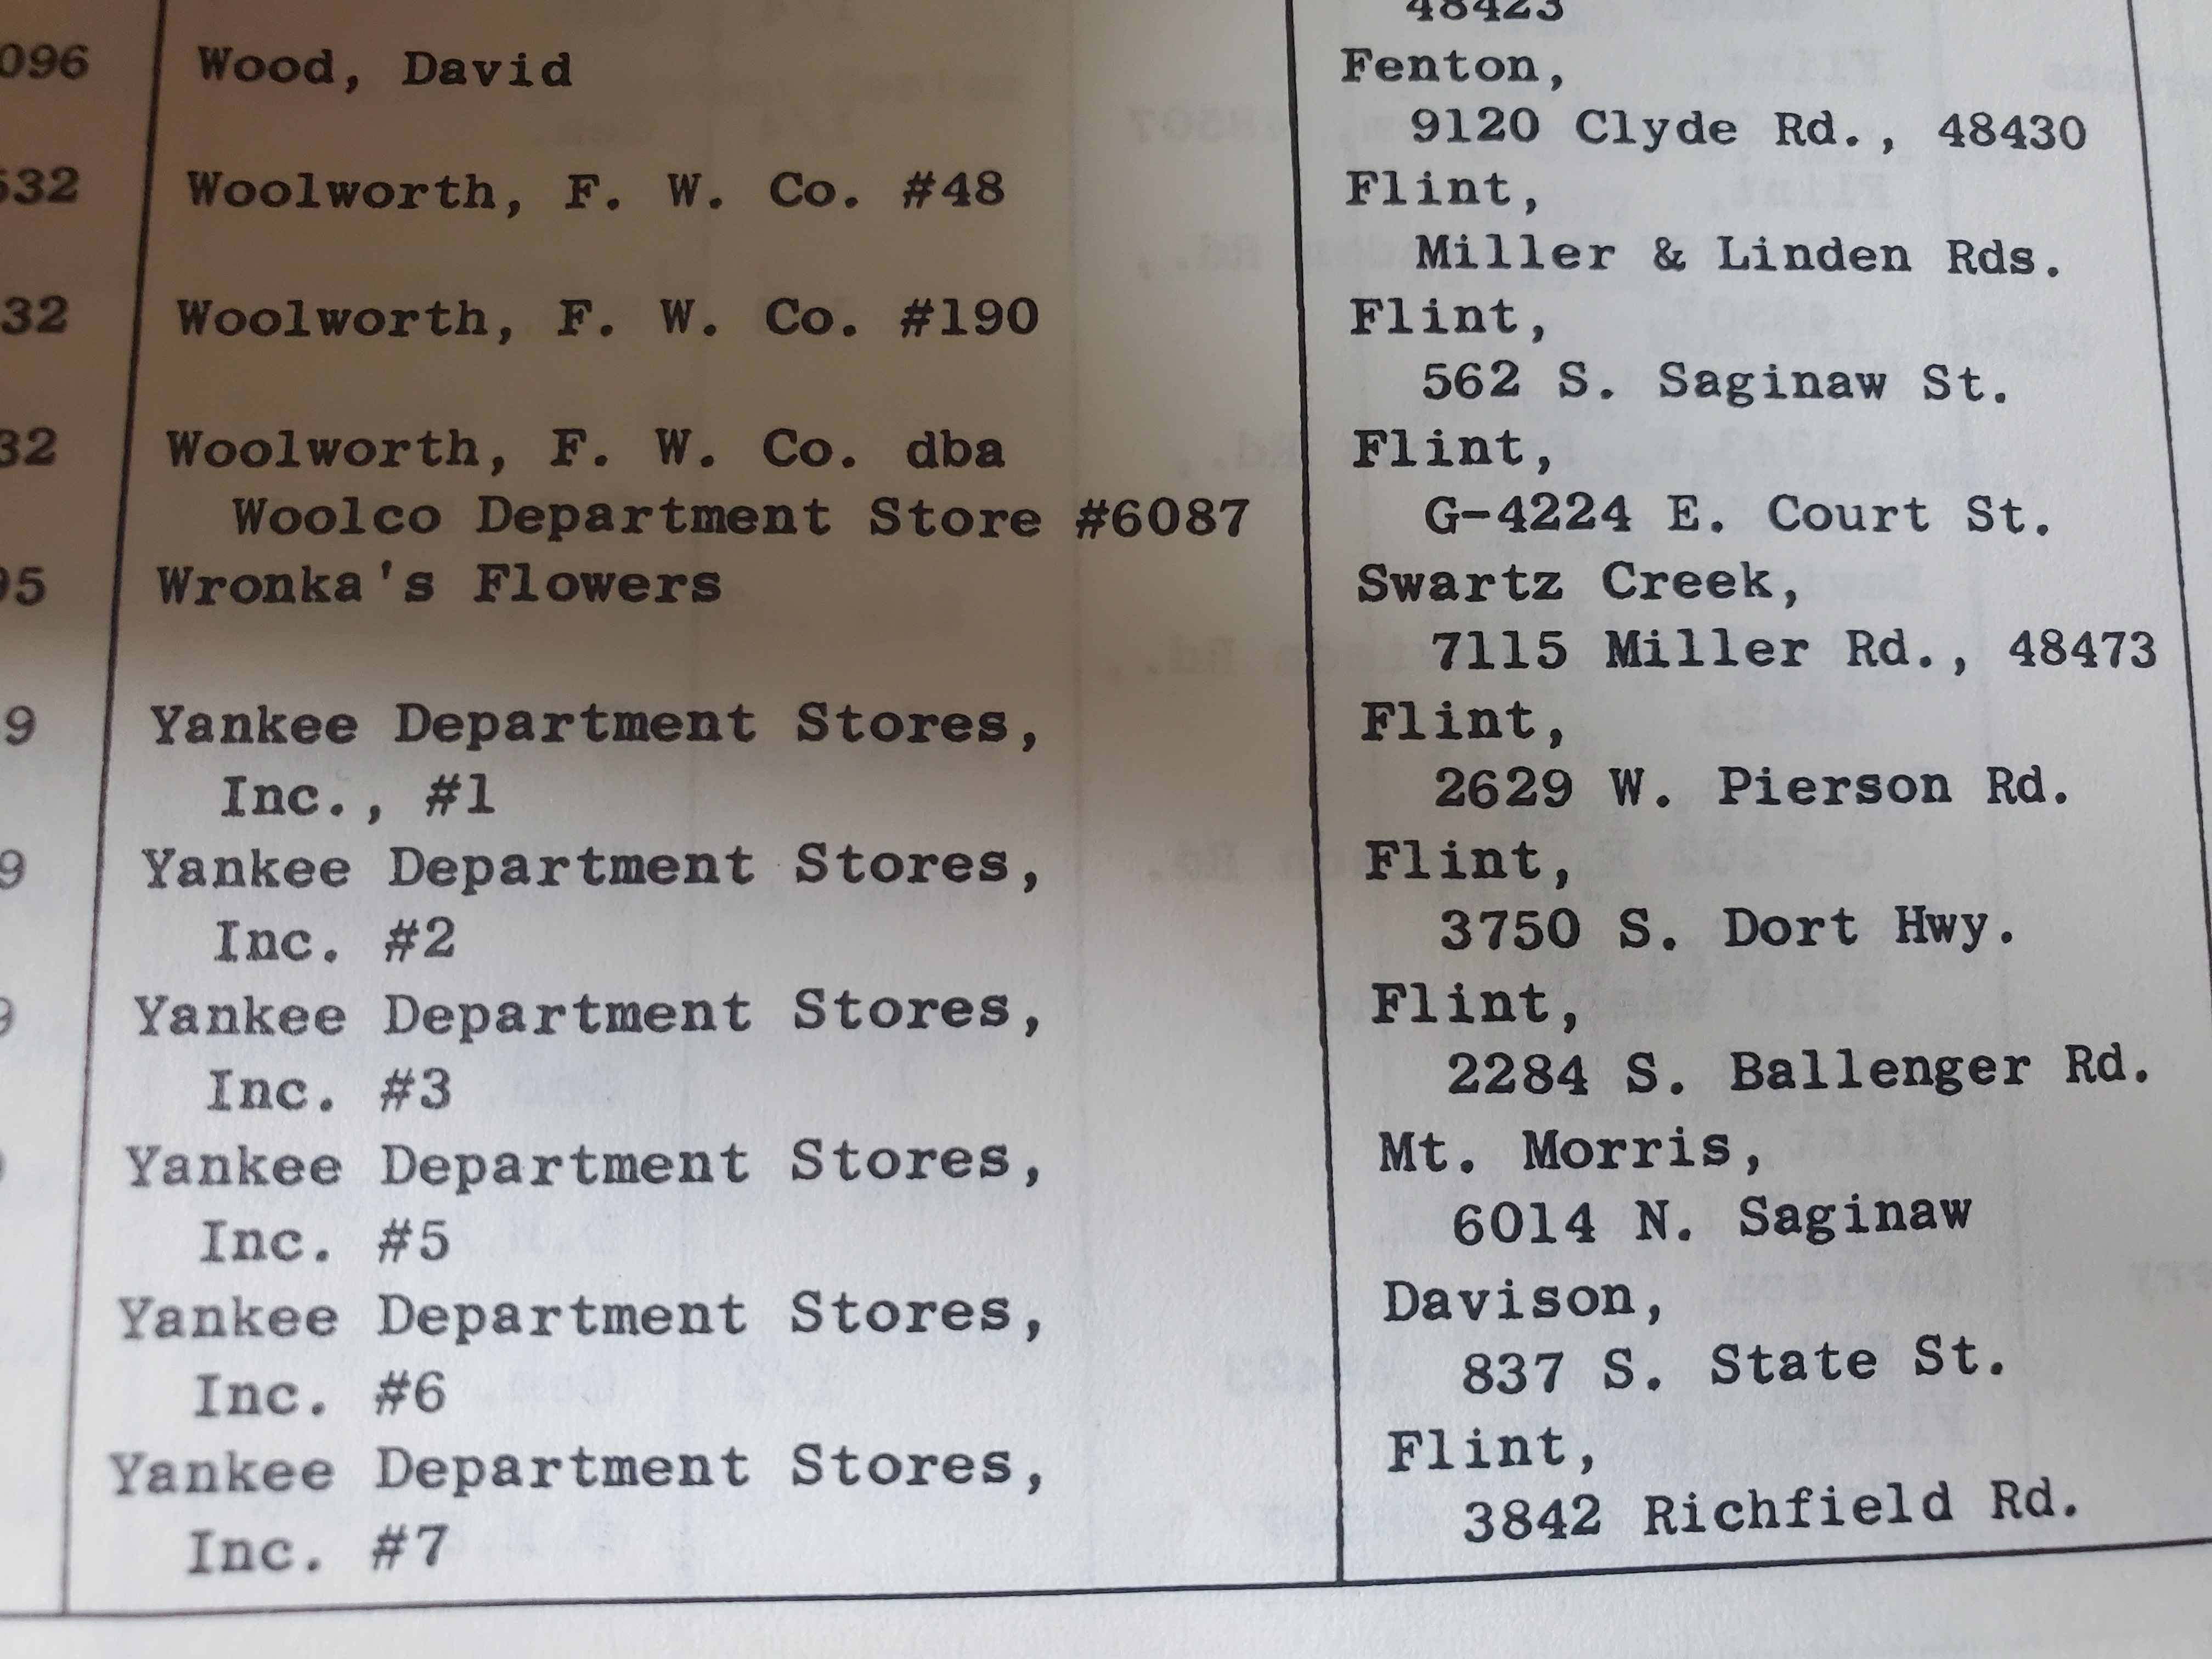 48423
096 Wood, David Fenton,
9120 Clyde Rd., 48430
532 Woolworth, F. W. Co. #48 Flint,
Miller & Linden Rds.
32 Woolworth, F. W. Co. #190 Flint,
562 S. Saginaw St.
32 Woolworth, F. W. Co. dba Flint,
Woolco Department Store #6087 G-4224 E. Court St.
95 Wronka's Flowers Swartz Creek,
7115 Miller Rd., 48473
9 Yankee Department Stores, Flint,
Inc., #1 2629 W. Pierson Rd.
9 Yankee Department Stores, Flint,
Inc. #2 3750 S. Dort Hwy.
9 Yankee Department Stores, Flint,
Inc. #3 2284 S. Ballenger Rd.
Yankee Department Stores, Mt. Morris,
Inc. #5 6014 N. Saginaw
Yankee Department Stores, Davison,
Inc. #6 837 S. State St.
Yankee Department Stores, Flint,
Inc. #7 3842 Richfield Rd.